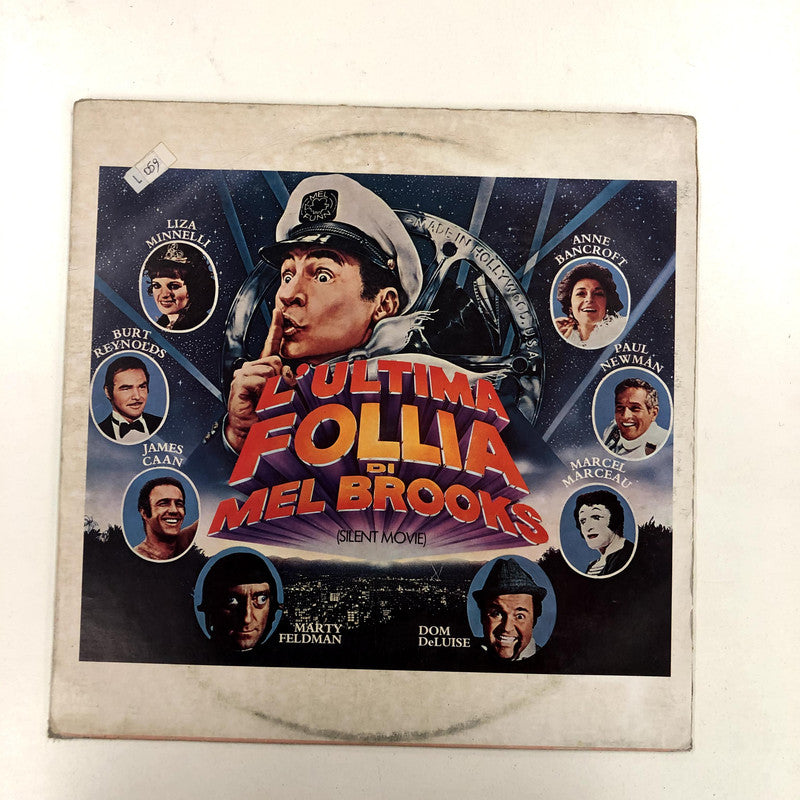 L 059
MEL
FUNN
MADE IN HOLLYWOOD, U.S.A.
LIZA
MINNELLI
ANNE
BANCROFT
BURT
REYNOLDS
PAUL
NEWMAN
L'ULTIMA
FOLLIA
DI
MEL BROOKS
(SILENT MOVIE)
JAMES
CAAN
MARCEL
MARCEAU
MARTY
FELDMAN
DOM
DeLUISE